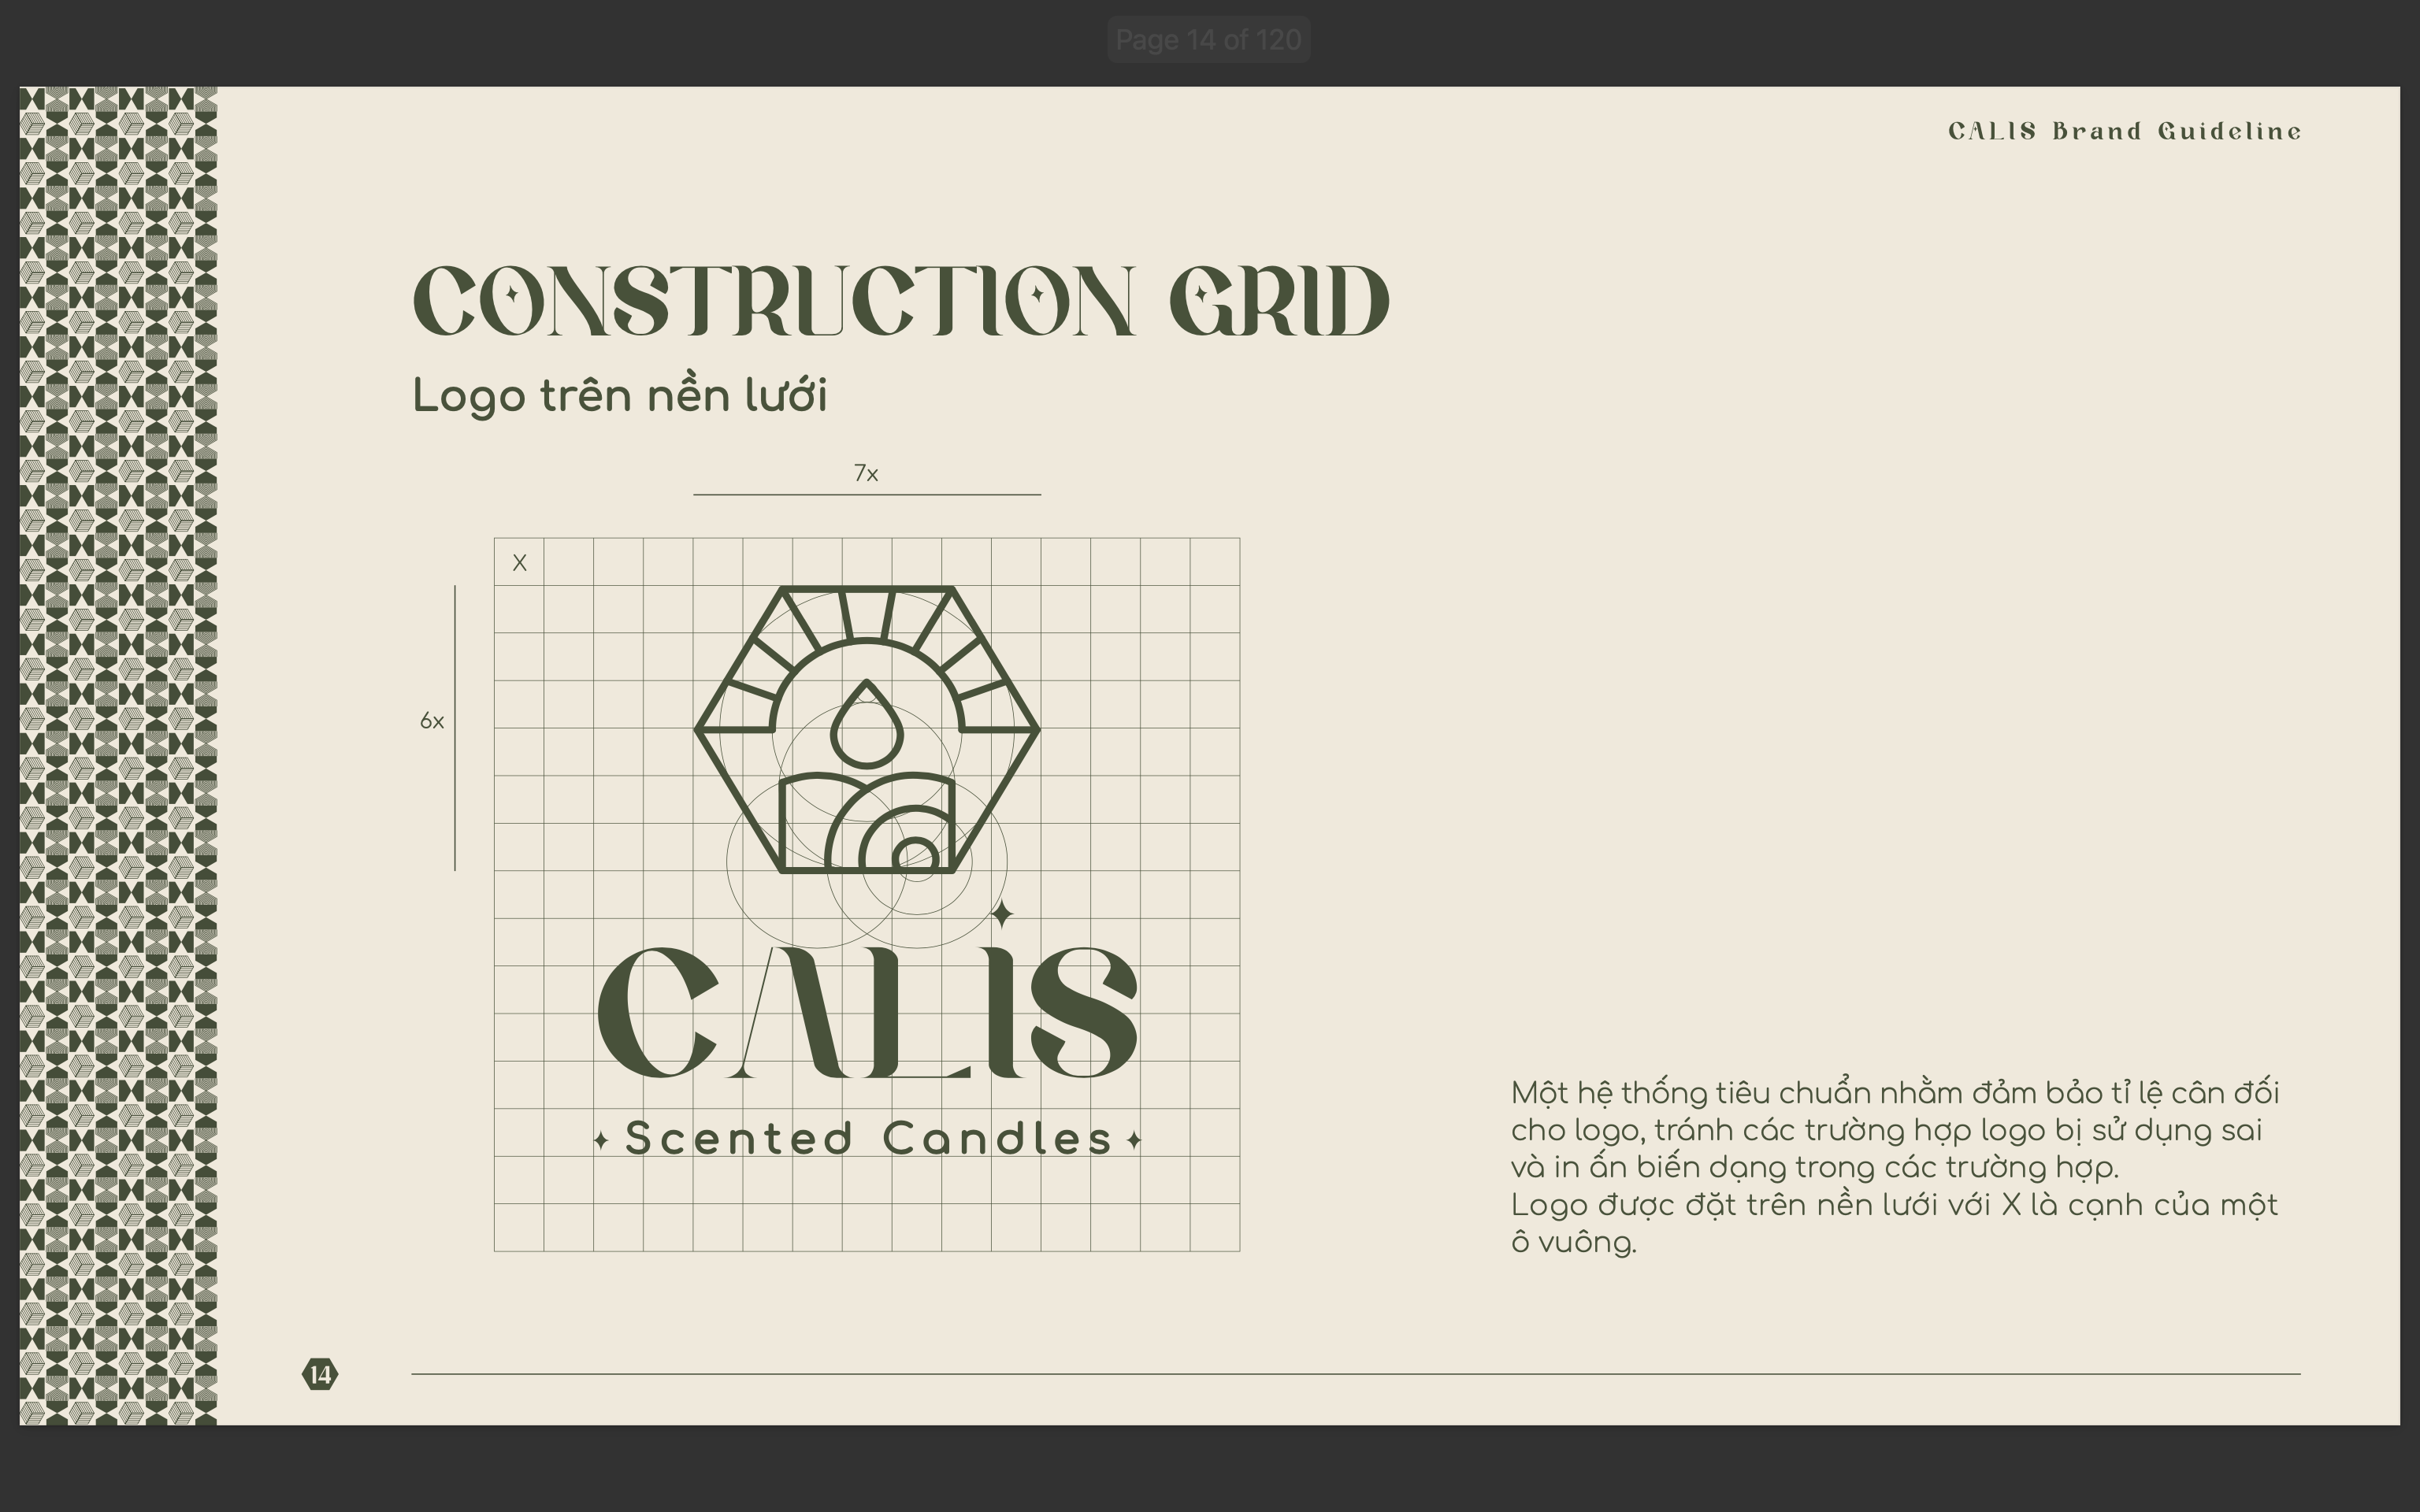 Page 14 of 120
CALIS Brand Guideline
CONSTRUCTION GRID
Logo trên nền lưới
7x
X
6x
CALIS
Scented Candles
Một hệ thống tiêu chuẩn nhằm đảm bảo tỉ lệ cân đối
cho logo, tránh các trường hợp logo bị sử dụng sai
và in ấn biến dạng trong các trường hợp.
Logo được đặt trên nền lưới với X là cạnh của một
ô vuông.
14